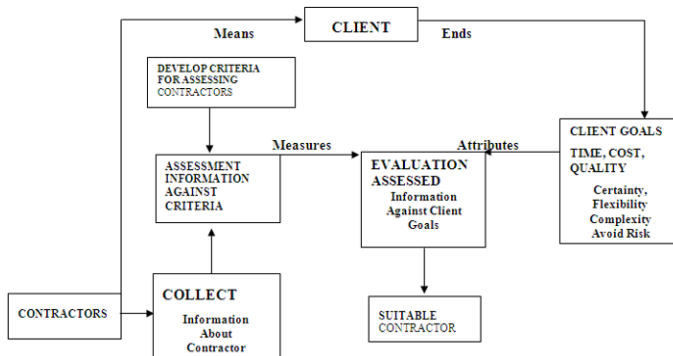 Means
CLIENT
Ends
DEVELOP CRITERIA
FOR ASSESSING
CONTRACTORS
Measures
Attributes
ASSESSMENT
INFORMATION
AGAINST
CRITERIA
EVALUATION
ASSESSED
Information
Against Client
Goals
CLIENT GOALS
TIME, COST,
QUALITY
Certainty,
Flexibility
Complexity
Avoid Risk
CONTRACTORS
COLLECT
Information
About
Contractor
SUITABLE
CONTRACTOR